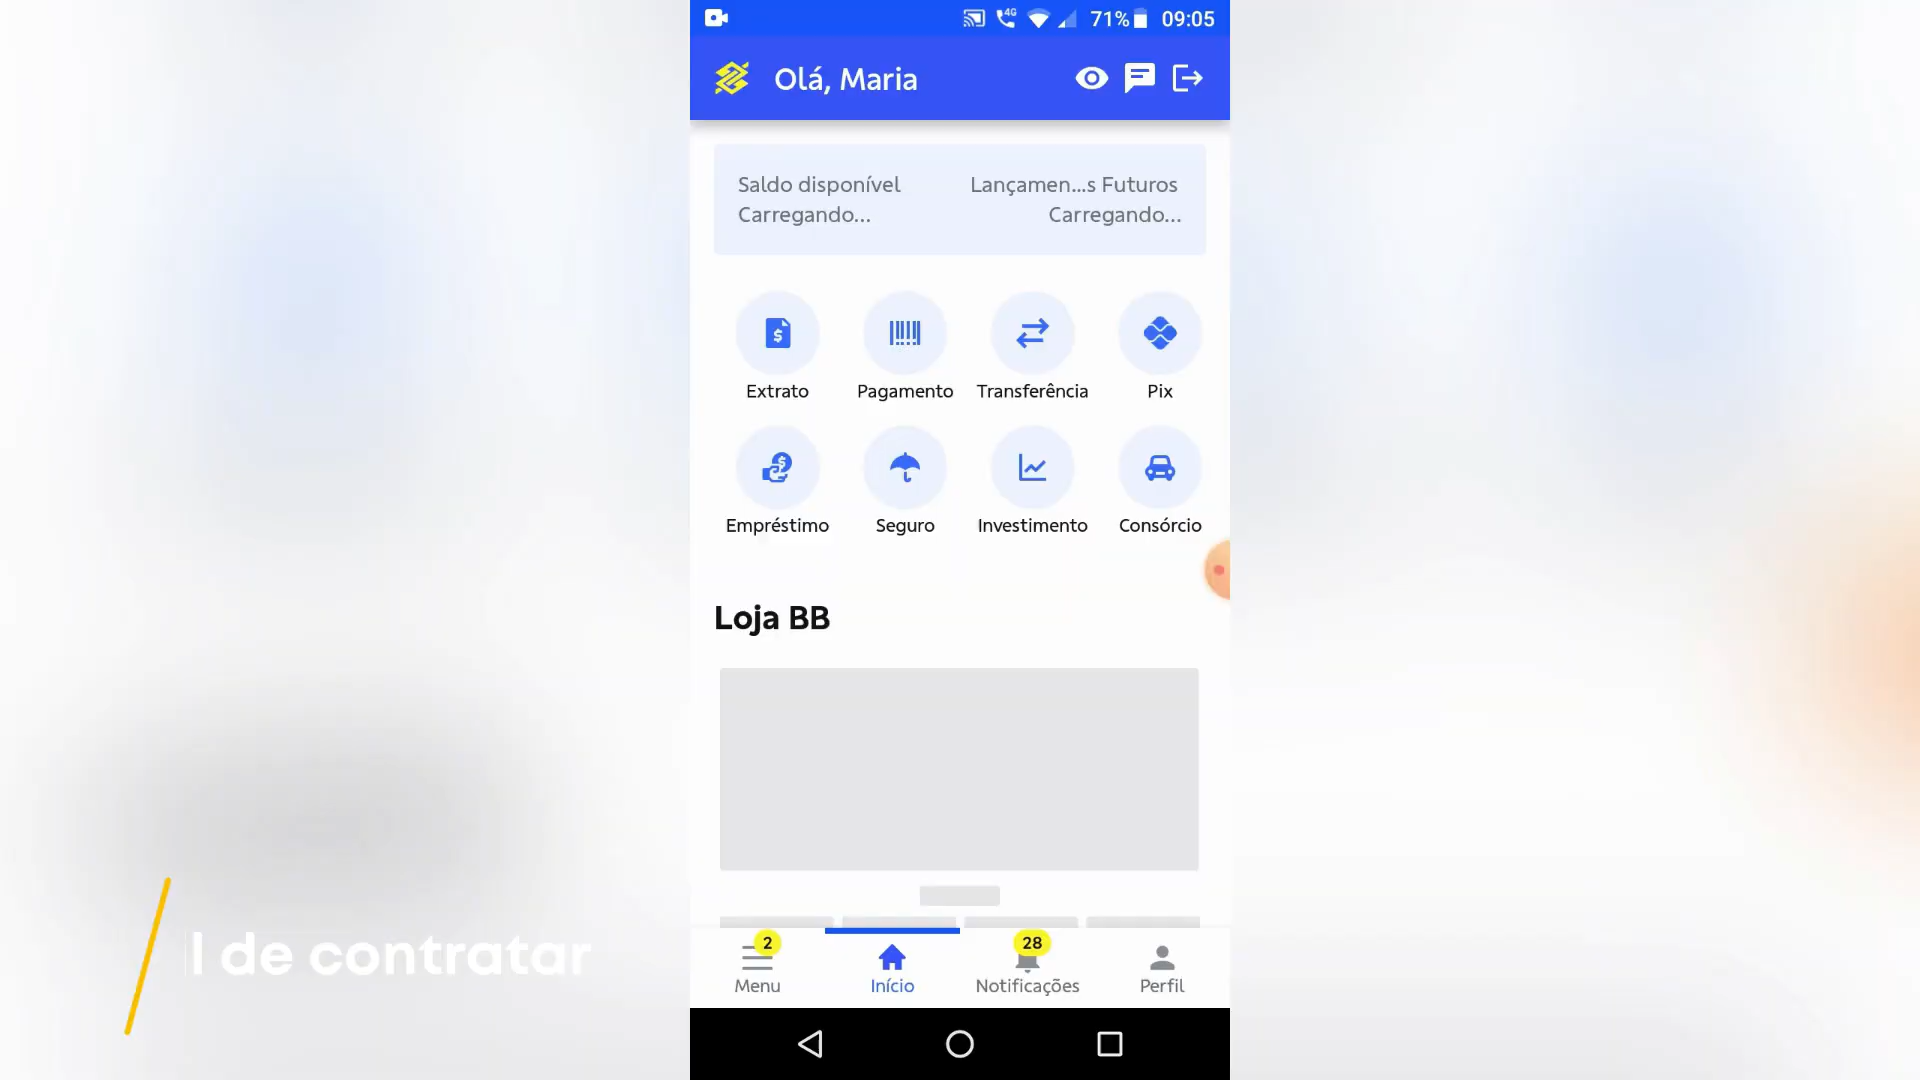 71% 09:05
Olá, Maria
Saldo disponível Lançamen...s Futuros
Carregando... Carregando...
Extrato Pagamento Transferência Pix
Empréstimo Seguro Investimento Consórcio
Loja BB
2 28
Menu Início Notificações Perfil
de contratar